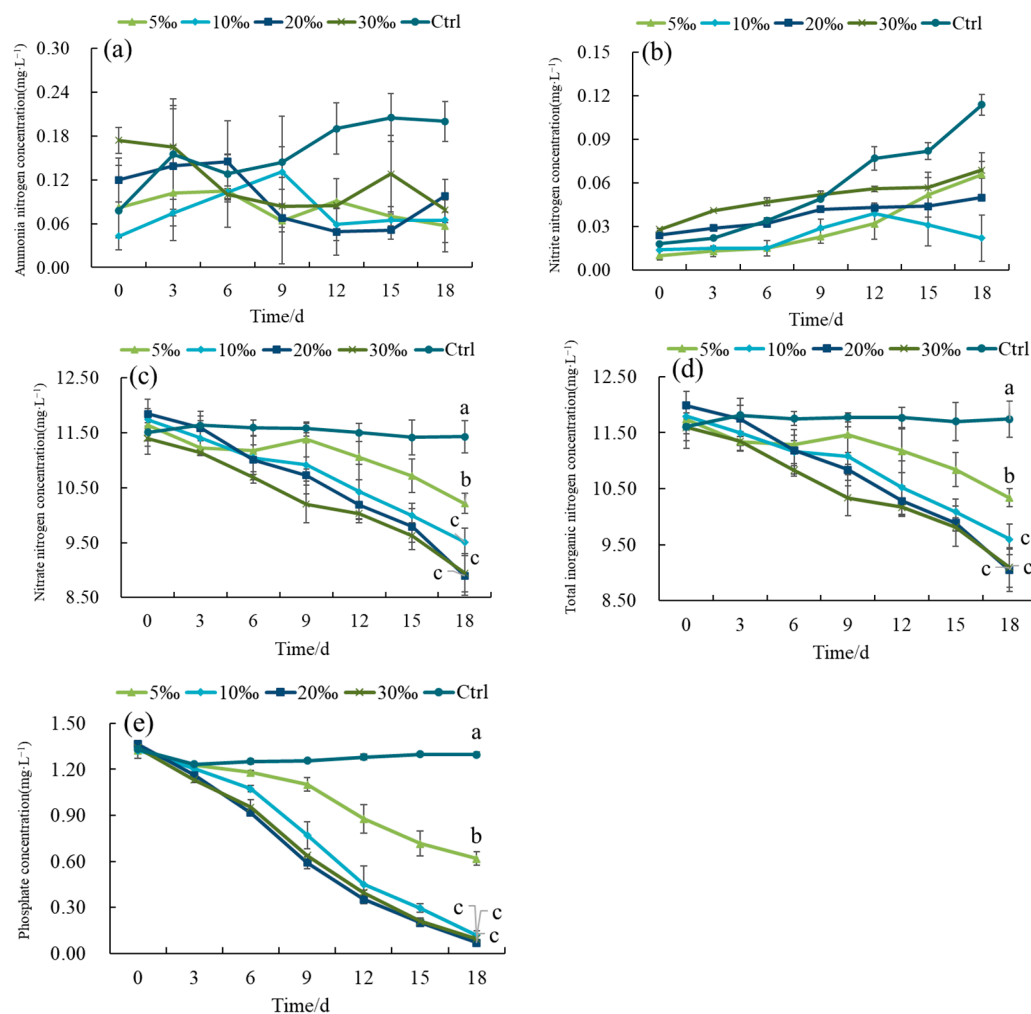 5‰ 10‰ 20‰ 30‰ Ctrl
(a)
Ammonia nitrogen concentration(mg·L⁻¹)
0.30
0.24
0.18
0.12
0.06
0.00
0 3 6 9 12 15 18
Time/d
5‰ 10‰ 20‰ 30‰ Ctrl
(b)
Nitrite nitrogen concentration(mg·L⁻¹)
0.15
0.12
0.09
0.06
0.03
0.00
0 3 6 9 12 15 18
Time/d
5‰ 10‰ 20‰ 30‰ Ctrl
(c)
Nitrate nitrogen concentration(mg·L⁻¹)
12.50
11.50
10.50
9.50
8.50
a
b
c
c
c
0 3 6 9 12 15 18
Time/d
5‰ 10‰ 20‰ 30‰ Ctrl
(d)
Total inorganic nitrogen concentration(mg·L⁻¹)
12.50
11.50
10.50
9.50
8.50
a
b
c
c
c
0 3 6 9 12 15 18
Time/d
5‰ 10‰ 20‰ 30‰ Ctrl
(e)
Phosphate concentration(mg·L⁻¹)
1.50
1.20
0.90
0.60
0.30
0.00
a
b
c
c
c
0 3 6 9 12 15 18
Time/d